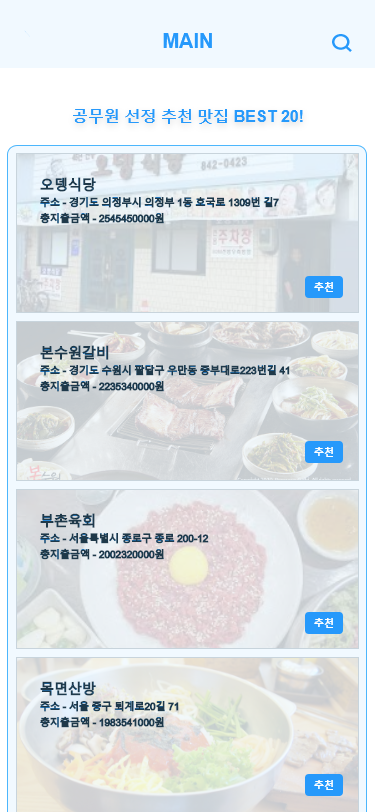 MAIN
공무원 선정 추천 맛집 BEST 20!
오뎅식당
주소 - 경기도 의정부시 의정부 1동 호국로 1309번 길7
총지출금액 - 2545450000원
추천
본수원갈비
주소 - 경기도 수원시 팔달구 우만동 중부대로223번길 41
총지출금액 - 2235340000원
추천
부촌육회
주소 - 서울특별시 종로구 종로 200-12
총지출금액 - 2002320000원
추천
목면산방
주소 - 서울 중구 퇴계로20길 71
총지출금액 - 1983541000원
추천
오뎅식당
642-0423
주차장